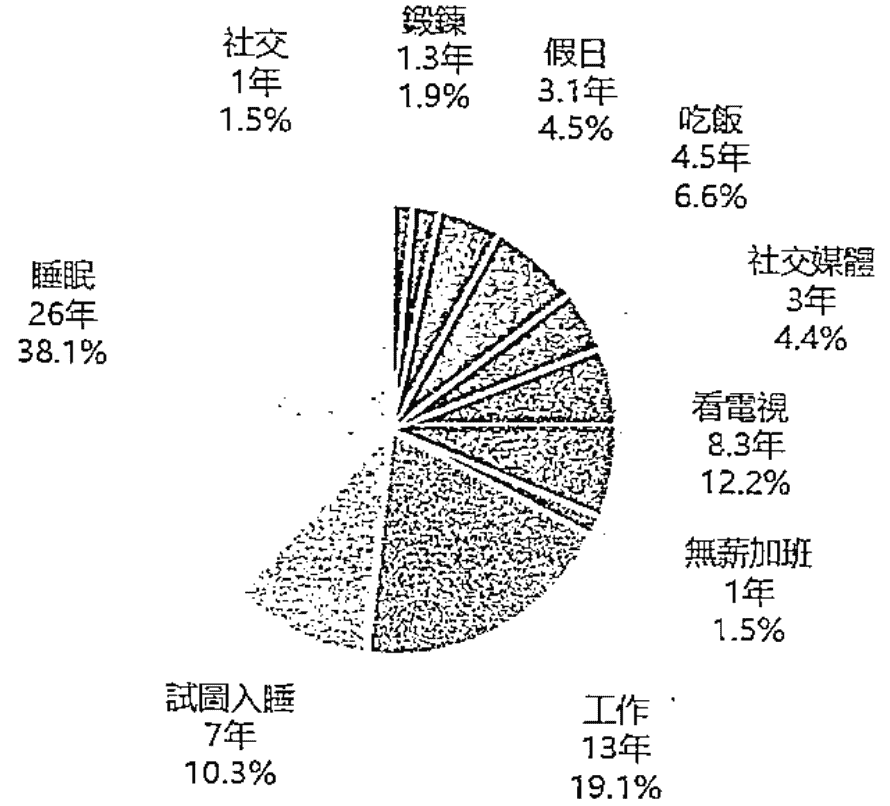 鍛鍊
1.3年
1.9%
社交
1年
1.5%
假日
3.1年
4.5%
吃飯
4.5年
6.6%
社交媒體
3年
4.4%
睡眠
26年
38.1%
看電視
8.3年
12.2%
無薪加班
1年
1.5%
試圖入睡
7年
10.3%
工作
13年
19.1%